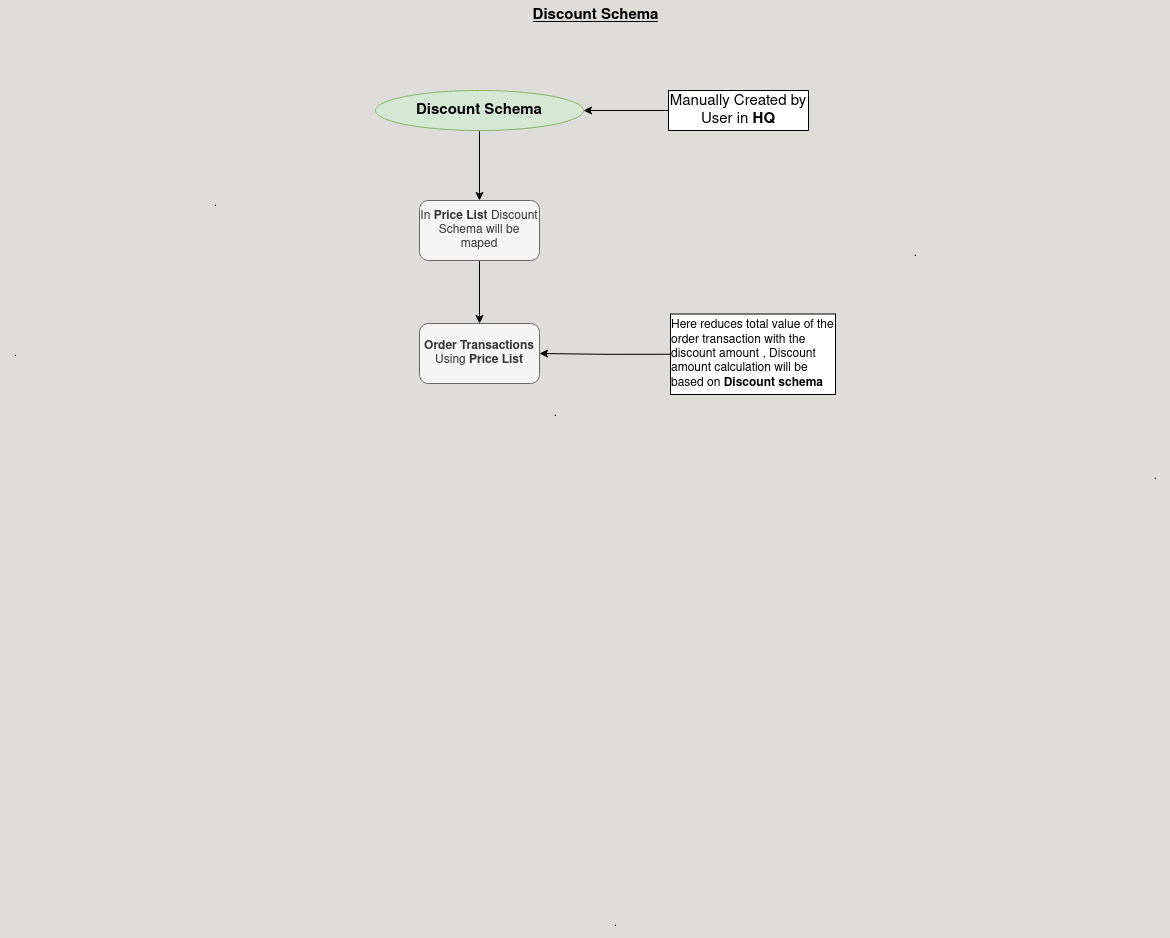 Discount Schema
Discount Schema
Manually Created by
User in HQ
In Price List Discount
Schema will be
maped
Order Transactions
Using Price List
Here reduces total value of the
order transaction with the
discount amount , Discount
amount calculation will be
based on Discount schema